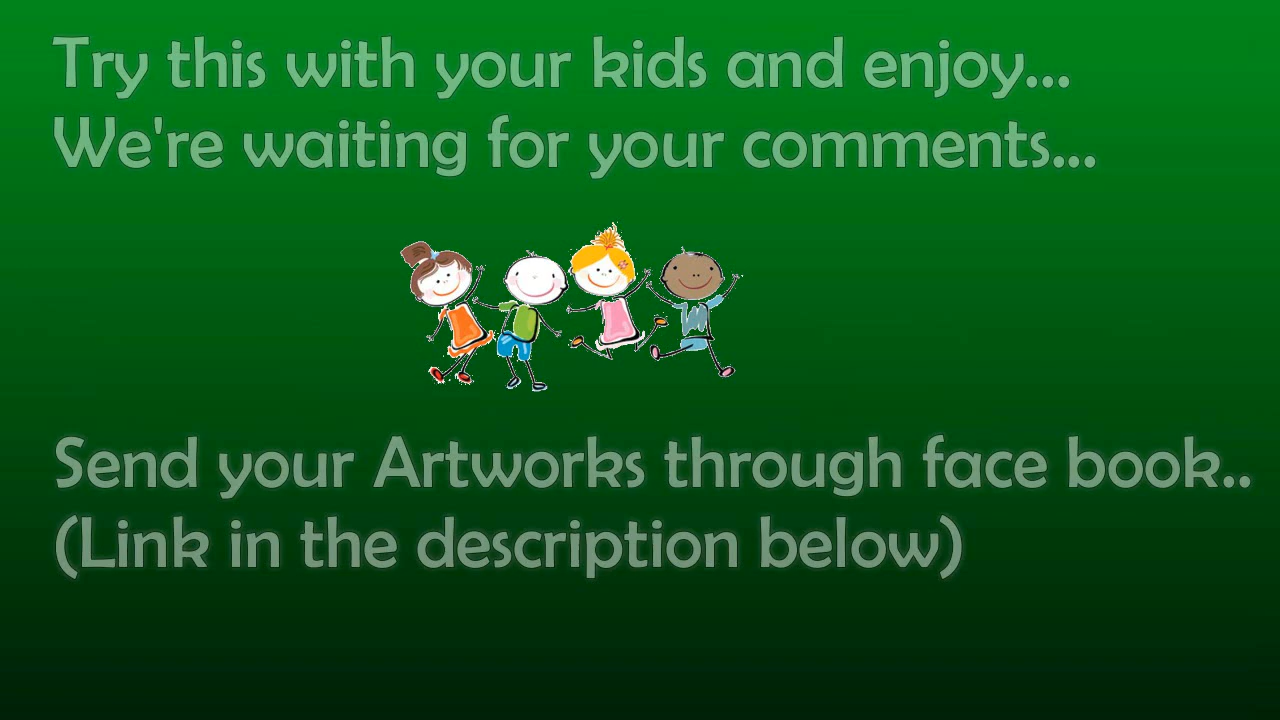 Try this with your kids and enjoy...
We're waiting for your comments...
Send your Artworks through face book..
(Link in the description below)